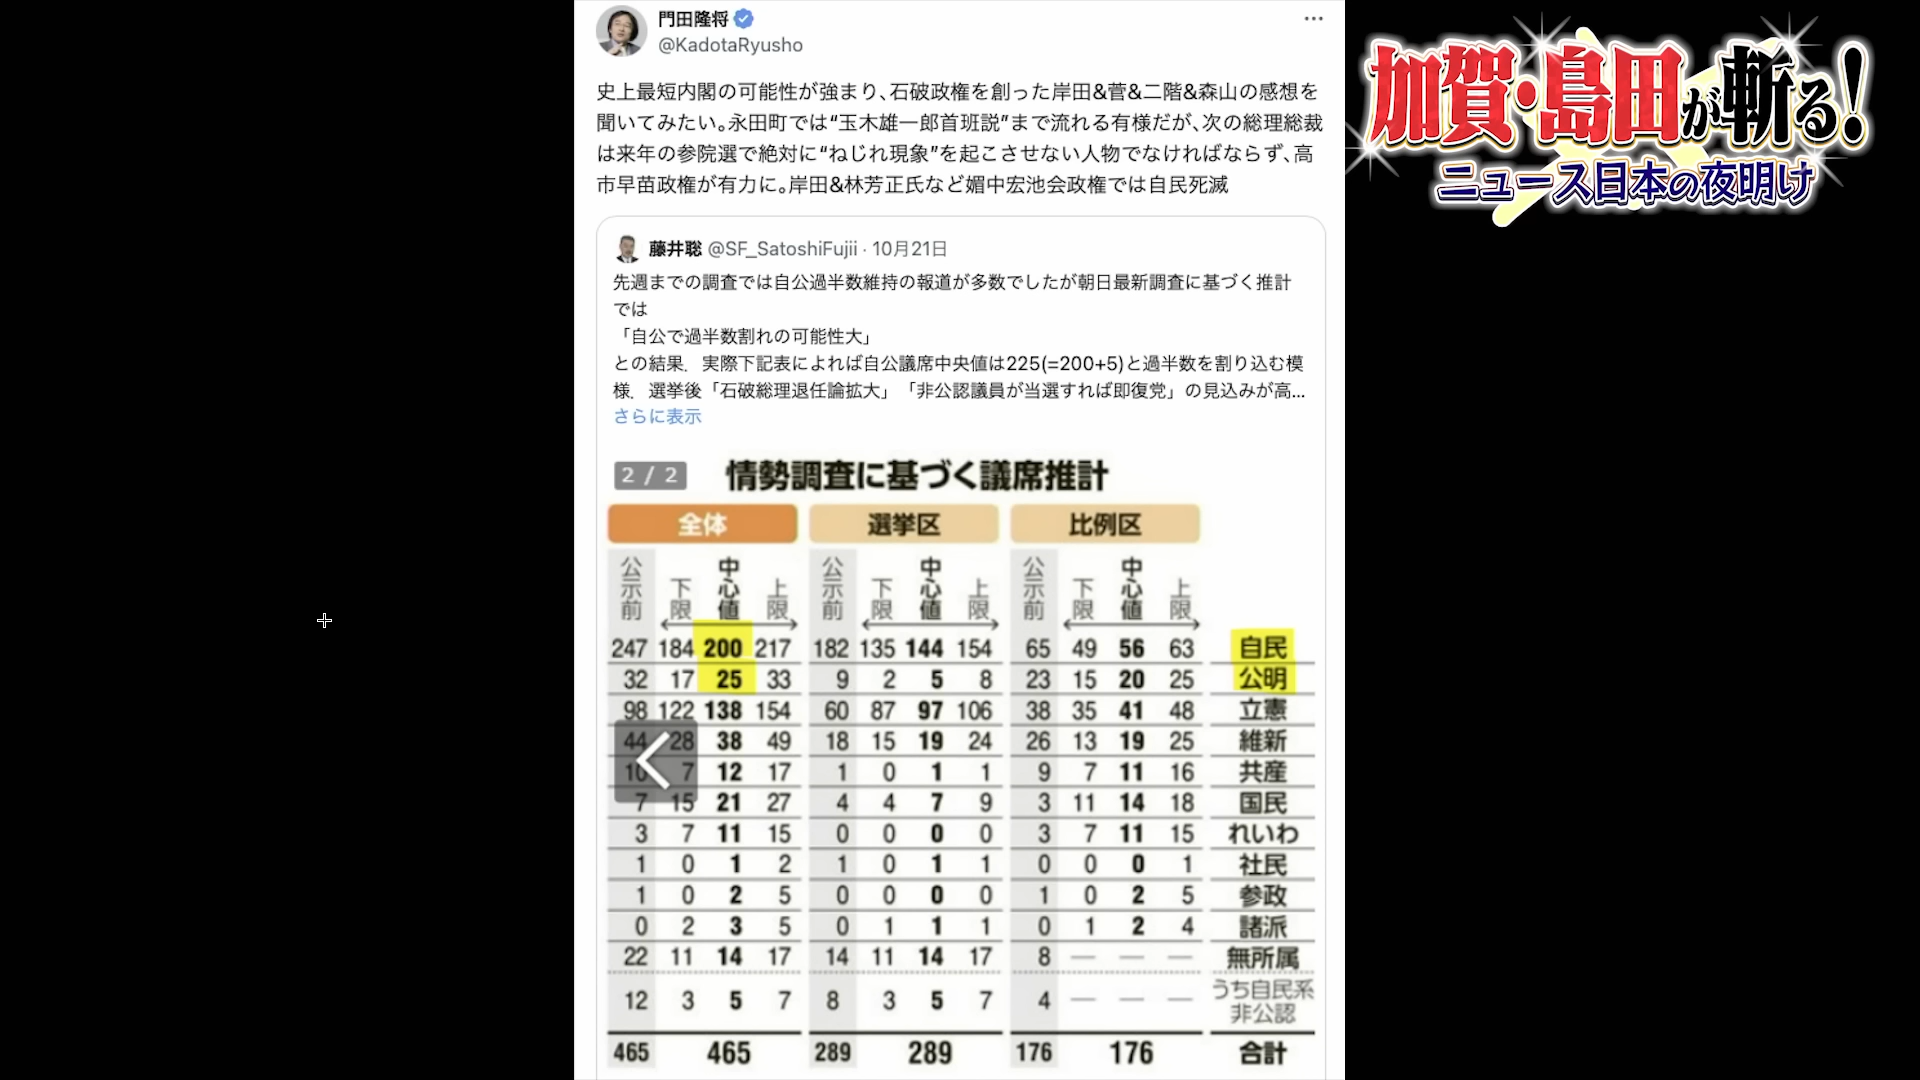 門田隆将
@KadotaRyusho
史上最短内閣の可能性が強まり、石破政権を創った岸田&菅&二階&森山の感想を
聞いてみたい。永田町では“玉木雄一郎首班説”まで流れる有様だが、次の総理総裁
は来年の参院選で絶対に“ねじれ現象”を起こさせない人物でなければならず、高
市早苗政権が有力に。岸田&林芳正氏など媚中宏池会政権では自民死滅
藤井聡 @SF_SatoshiFujii · 10月21日
先週までの調査では自公過半数維持の報道が多数でしたが朝日最新調査に基づく推計
では
「自公で過半数割れの可能性大」
との結果．実際下記表によれば自公議席中央値は225(=200+5)と過半数を割り込む模
様．選挙後「石破総理退任論拡大」「非公認議員が当選すれば即復党」の見込みが高...
さらに表示
2 / 2 情勢調査に基づく議席推計
全体 選挙区 比例区
公示前 下限 中心値 上限 公示前 下限 中心値 上限 公示前 下限 中心値 上限
247 184 200 217 182 135 144 154 65 49 56 63 自民
32 17 25 33 9 2 5 8 23 15 20 25 公明
98 122 138 154 60 87 97 106 38 35 41 48 立憲
44 28 38 49 18 15 19 24 26 13 19 25 維新
10 7 12 17 1 0 1 1 9 7 11 16 共産
7 15 21 27 4 4 7 9 3 11 14 18 国民
3 7 11 15 0 0 0 0 3 7 11 15 れいわ
1 0 1 2 1 0 1 1 0 0 0 1 社民
1 0 2 5 0 0 0 0 1 0 2 5 参政
0 2 3 5 0 1 1 1 0 1 2 4 諸派
22 11 14 17 14 11 14 17 8 — — — 無所属
12 3 5 7 8 3 5 7 4 — — — うち自民系
非公認
465 465 289 289 176 176 合計
加賀・島田が斬る!
ニュース日本の夜明け